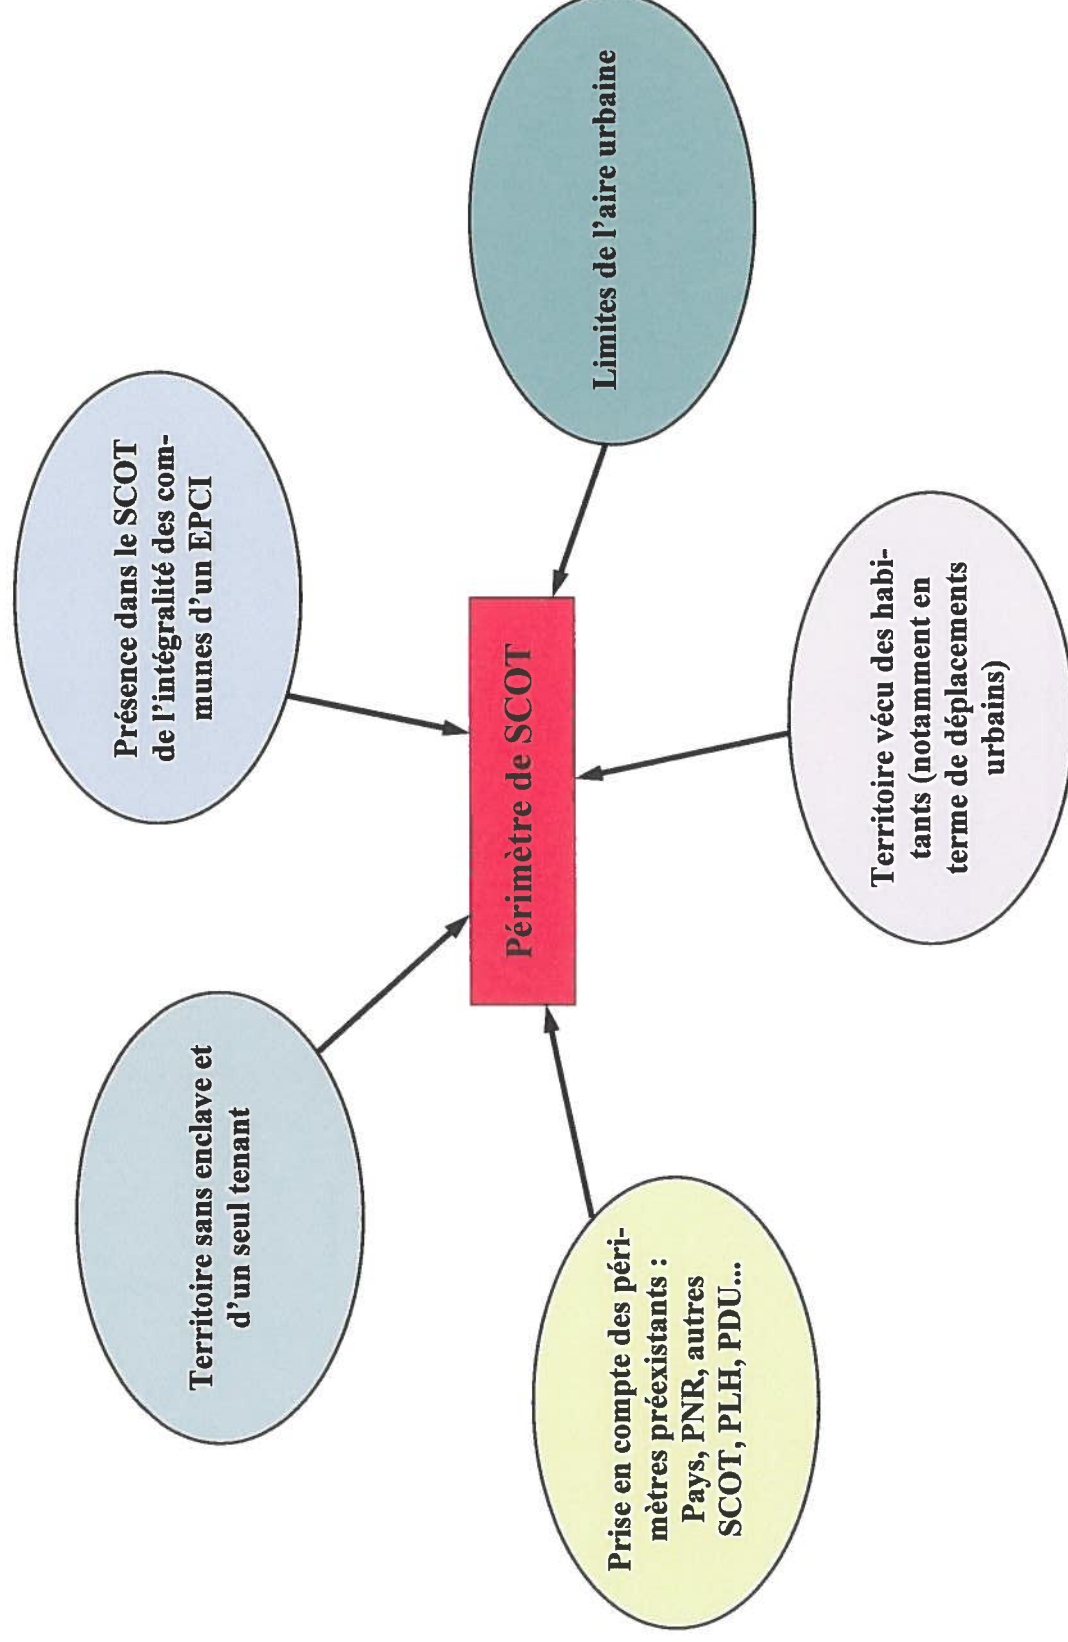 Territoire sans enclave et
d'un seul tenant
Présence dans le SCOT
de l'intégralité des com-
munes d'un EPCI
Périmètre de SCOT
Limites de l'aire urbaine
Prise en compte des péri-
mètres préexistants :
Pays, PNR, autres
SCOT, PLH, PDU...
Territoire vécu des habi-
tants (notamment en
terme de déplacements
urbains)